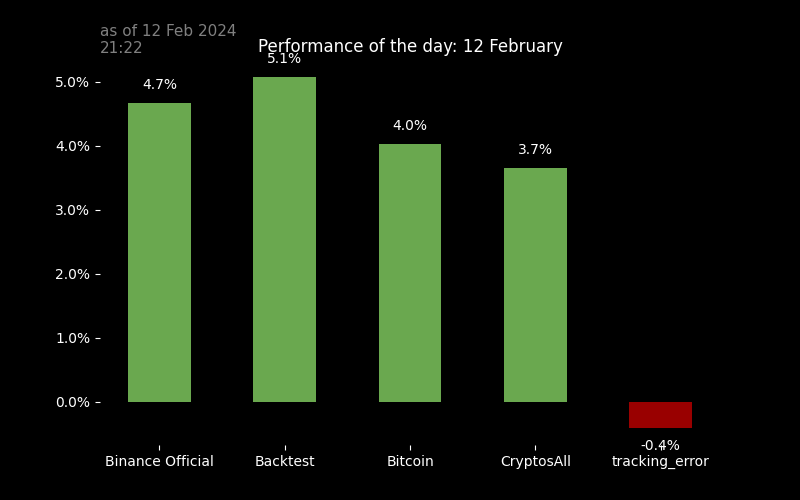 as of 12 Feb 2024
21:22
Performance of the day: 12 February
5.0%
4.0%
3.0%
2.0%
1.0%
0.0%
4.7%
5.1%
4.0%
3.7%
-0.4%
Binance Official
Backtest
Bitcoin
CryptosAll
tracking_error